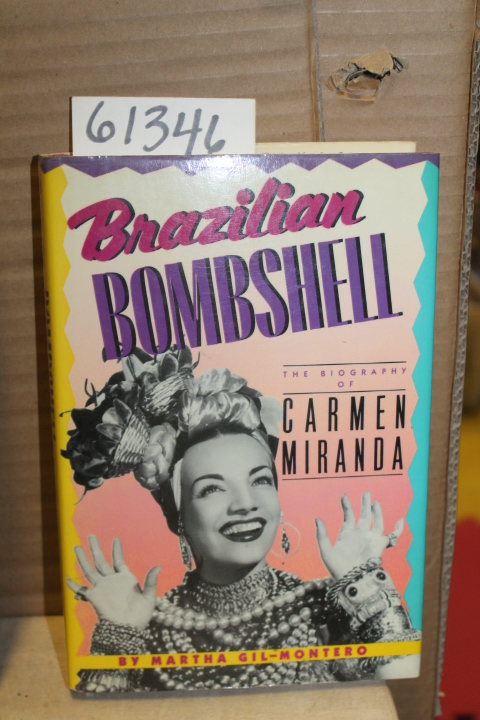 61346
Brazilian
BOMBSHELL
THE BIOGRAPHY
OF
CARMEN
MIRANDA
BY MARTHA GIL-MONTERO